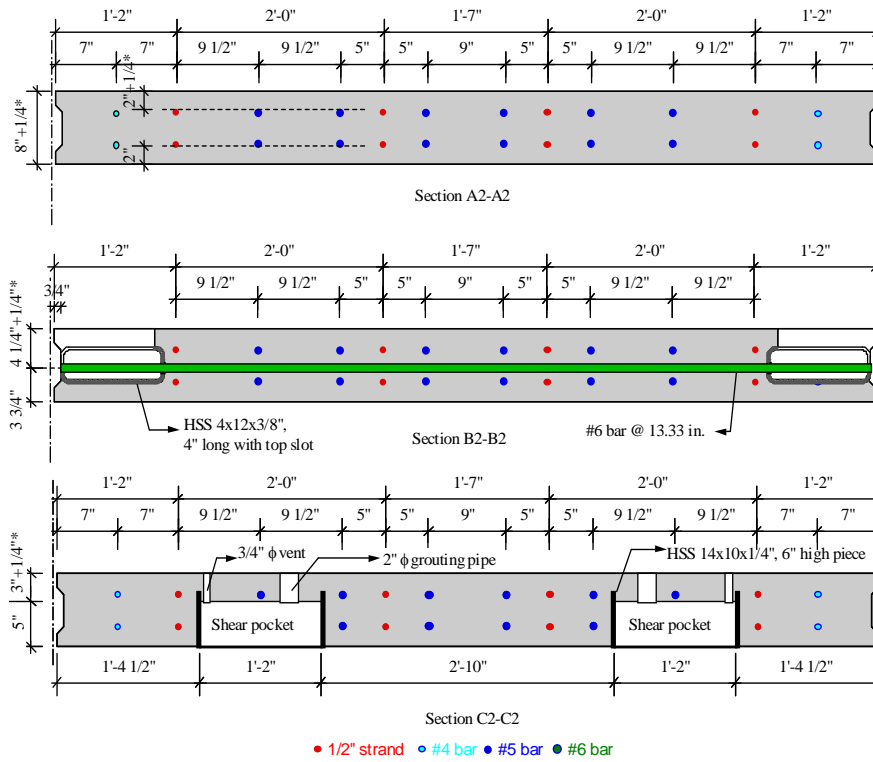 1'-2" 2'-0" 1'-7" 2'-0" 1'-2"
7" 7" 9 1/2" 9 1/2" 5" 5" 9" 5" 9 1/2" 9 1/2" 7" 7"
8"+1/4*
2"+1/4*
2"
Section A2-A2
1'-2" 2'-0" 1'-7" 2'-0" 1'-2"
3/4" 9 1/2" 9 1/2" 5" 5" 9" 5" 9 1/2" 9 1/2"
4 1/4"+1/4"*
3 3/4"
HSS 4x12x3/8",
4" long with top slot
Section B2-B2
#6 bar @ 13.33 in.
1'-2" 2'-0" 1'-7" 2'-0" 1'-2"
7" 7" 9 1/2" 9 1/2" 5" 5" 9" 5" 9 1/2" 9 1/2" 7" 7"
3/4" ϕ vent
2" ϕ grouting pipe
HSS 14x10x1/4", 6" high piece
3"+1/4"*
5"
Shear pocket Shear pocket
1'-4 1/2" 1'-2" 2'-10" 1'-2" 1'-4 1/2"
Section C2-C2
1/2" strand #4 bar #5 bar #6 bar